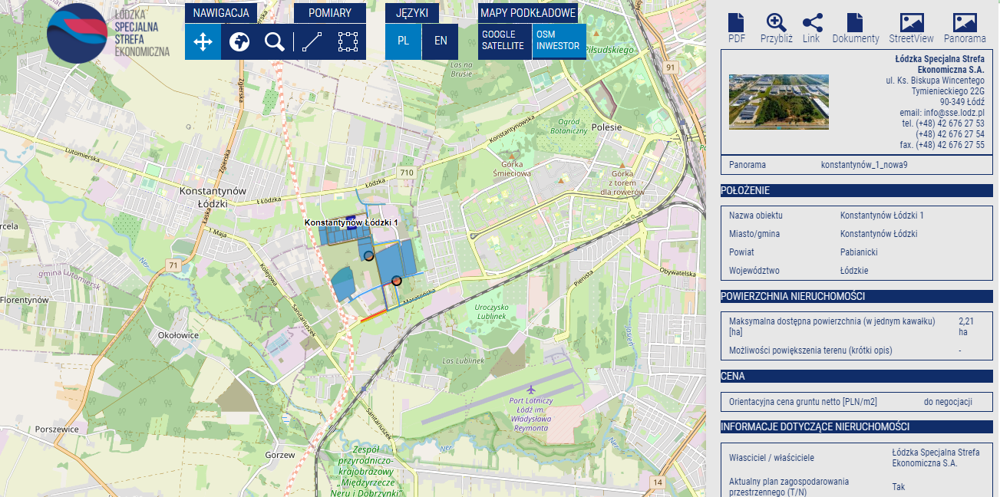 ŁÓDZKA
SPECJALNA
STREFA
EKONOMICZNA
NAWIGACJA
POMIARY
JĘZYKI
PL
EN
MAPY PODKŁADOWE
GOOGLE
SATELLITE
OSM
INWESTOR
Piłsudskiego
91
Las na
Brusie
Zgierska
Konstantynowska
Ogród
Botaniczny
Polesie
Lutomierska
Zgierska
Górka
Śmieciowa
710
Łódzka
Górka
z torem
dla rowerów
Konstantynów
Łódzki
Łódzka
Łaska
Konstantynów Łódzki 1
1 Maja
71
Ner
gmina Lutomiersk
Kolejowa
Obywatelska
Pienista
Florentynów
Maratońska
Uroczysko
Lublinek
Sanitariuszek
Okołowice
Jasień
Las Lublinek
Port Lotniczy
Łódź im.
Władysława
Reymonta
Sanitariuszek
Porszewice
Gorzew
Ner
Ner
Zespół
przyrodniczo-
krajobrazowy
„Międzyrzecze
Neru i Dobrzynki”
14
PDF
Przybliż
Link
Dokumenty
StreetView
Panorama
Łódzka Specjalna Strefa
Ekonomiczna S.A.
ul. Ks. Biskupa Wincentego
Tymienieckiego 22G
90-349 Łódź
email: info@sse.lodz.pl
tel. (+48) 42 676 27 53
(+48) 42 676 27 54
fax. (+48) 42 676 27 55
Panorama konstantynów_1_nowa9
POŁOŻENIE
Nazwa obiektu Konstantynów Łódzki 1
Miasto/gmina Konstantynów Łódzki
Powiat Pabianicki
Województwo Łódzkie
POWIERZCHNIA NIERUCHOMOŚCI
Maksymalna dostępna powierzchnia (w jednym kawałku) 2,21
[ha] ha
Możliwości powiększenia terenu (krótki opis) -
CENA
Orientacyjna cena gruntu netto [PLN/m2] do negocjacji
INFORMACJE DOTYCZĄCE NIERUCHOMOŚCI
Własciciel / właściciele Łódzka Specjalna Strefa
Ekonomiczna S.A.
Aktualny plan zagospodarowania
przestrzennego (T/N) Tak